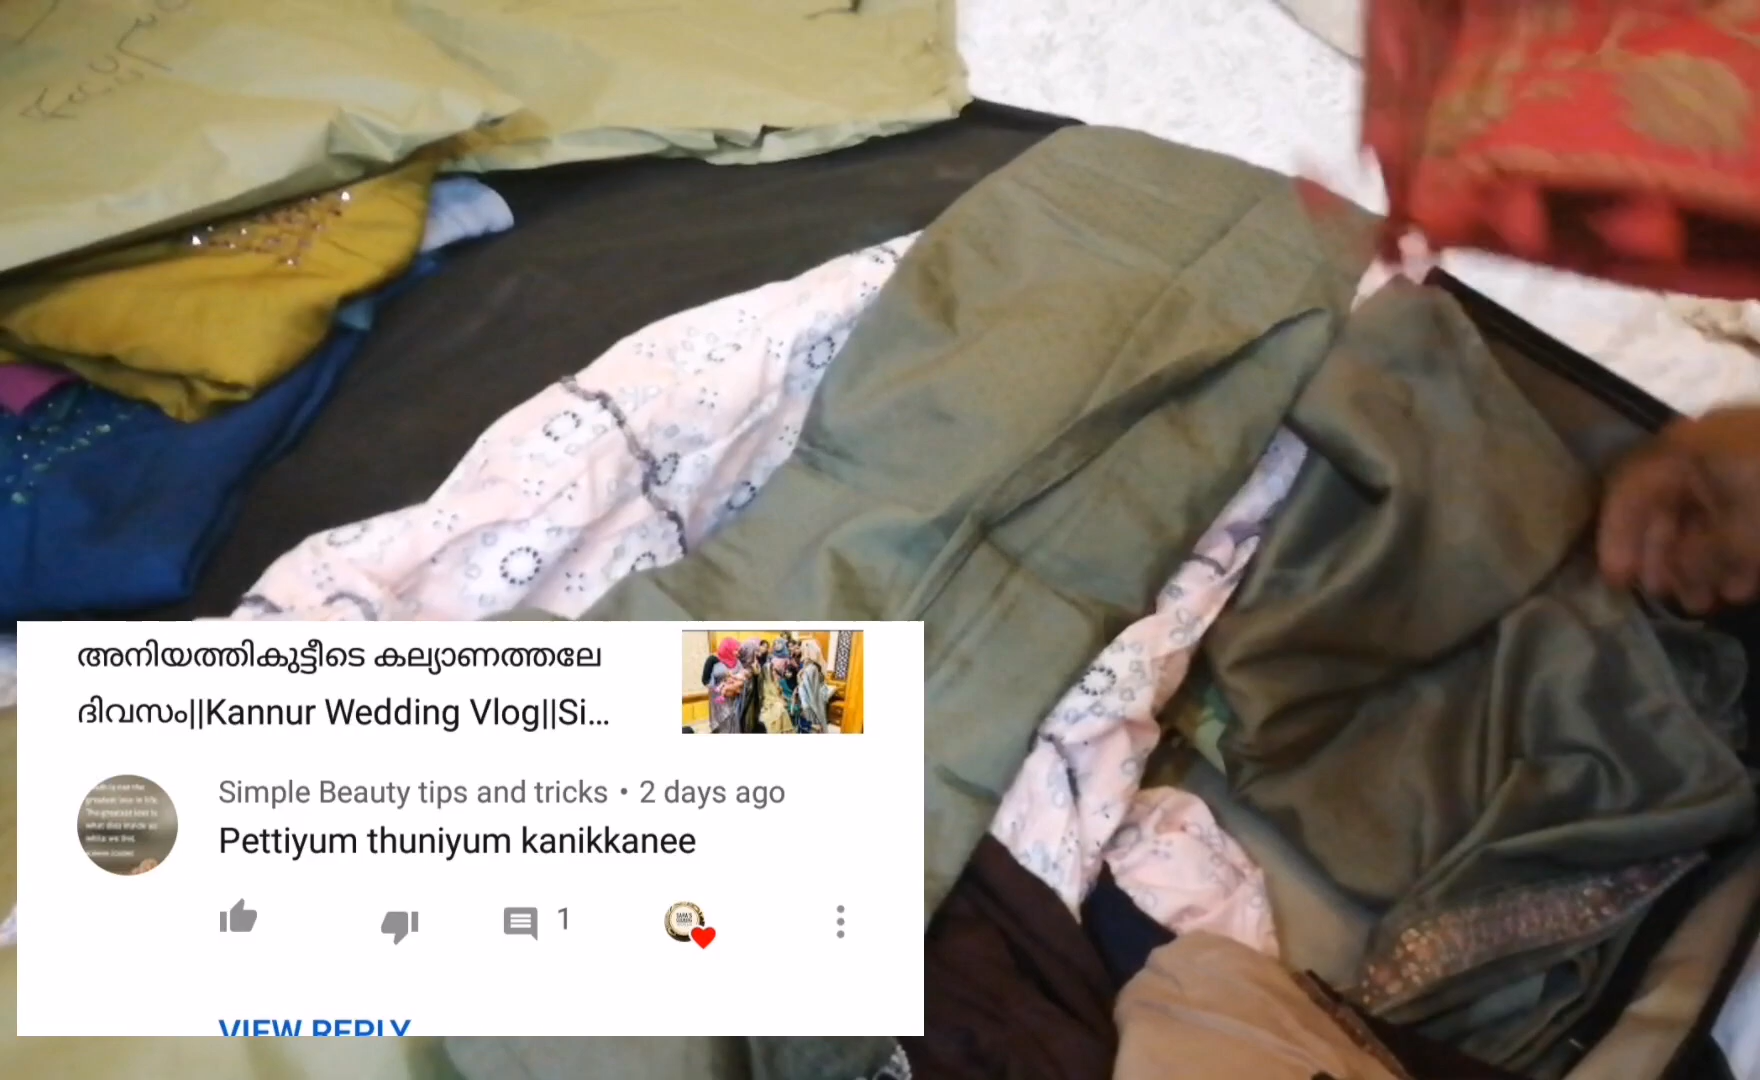 അനിയത്തികുട്ടീടെ കല്യാണത്തലേ
ദിവസം||Kannur Wedding Vlog||Si...
Simple Beauty tips and tricks • 2 days ago
Pettiyum thuniyum kanikkanee
1
VIEW REPLY